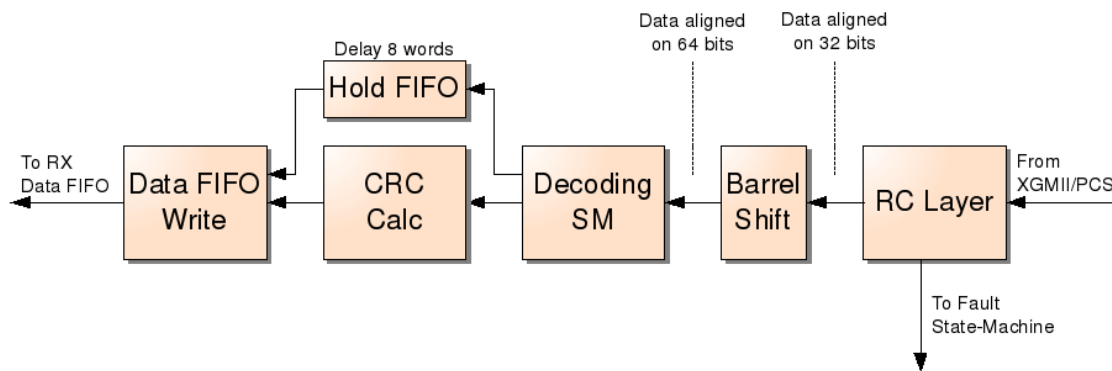 Data aligned
on 64 bits
Data aligned
on 32 bits
Delay 8 words
Hold FIFO
To RX
Data FIFO
Data FIFO
Write
CRC
Calc
Decoding
SM
Barrel
Shift
RC Layer
From
XGMII/PCS
To Fault
State-Machine